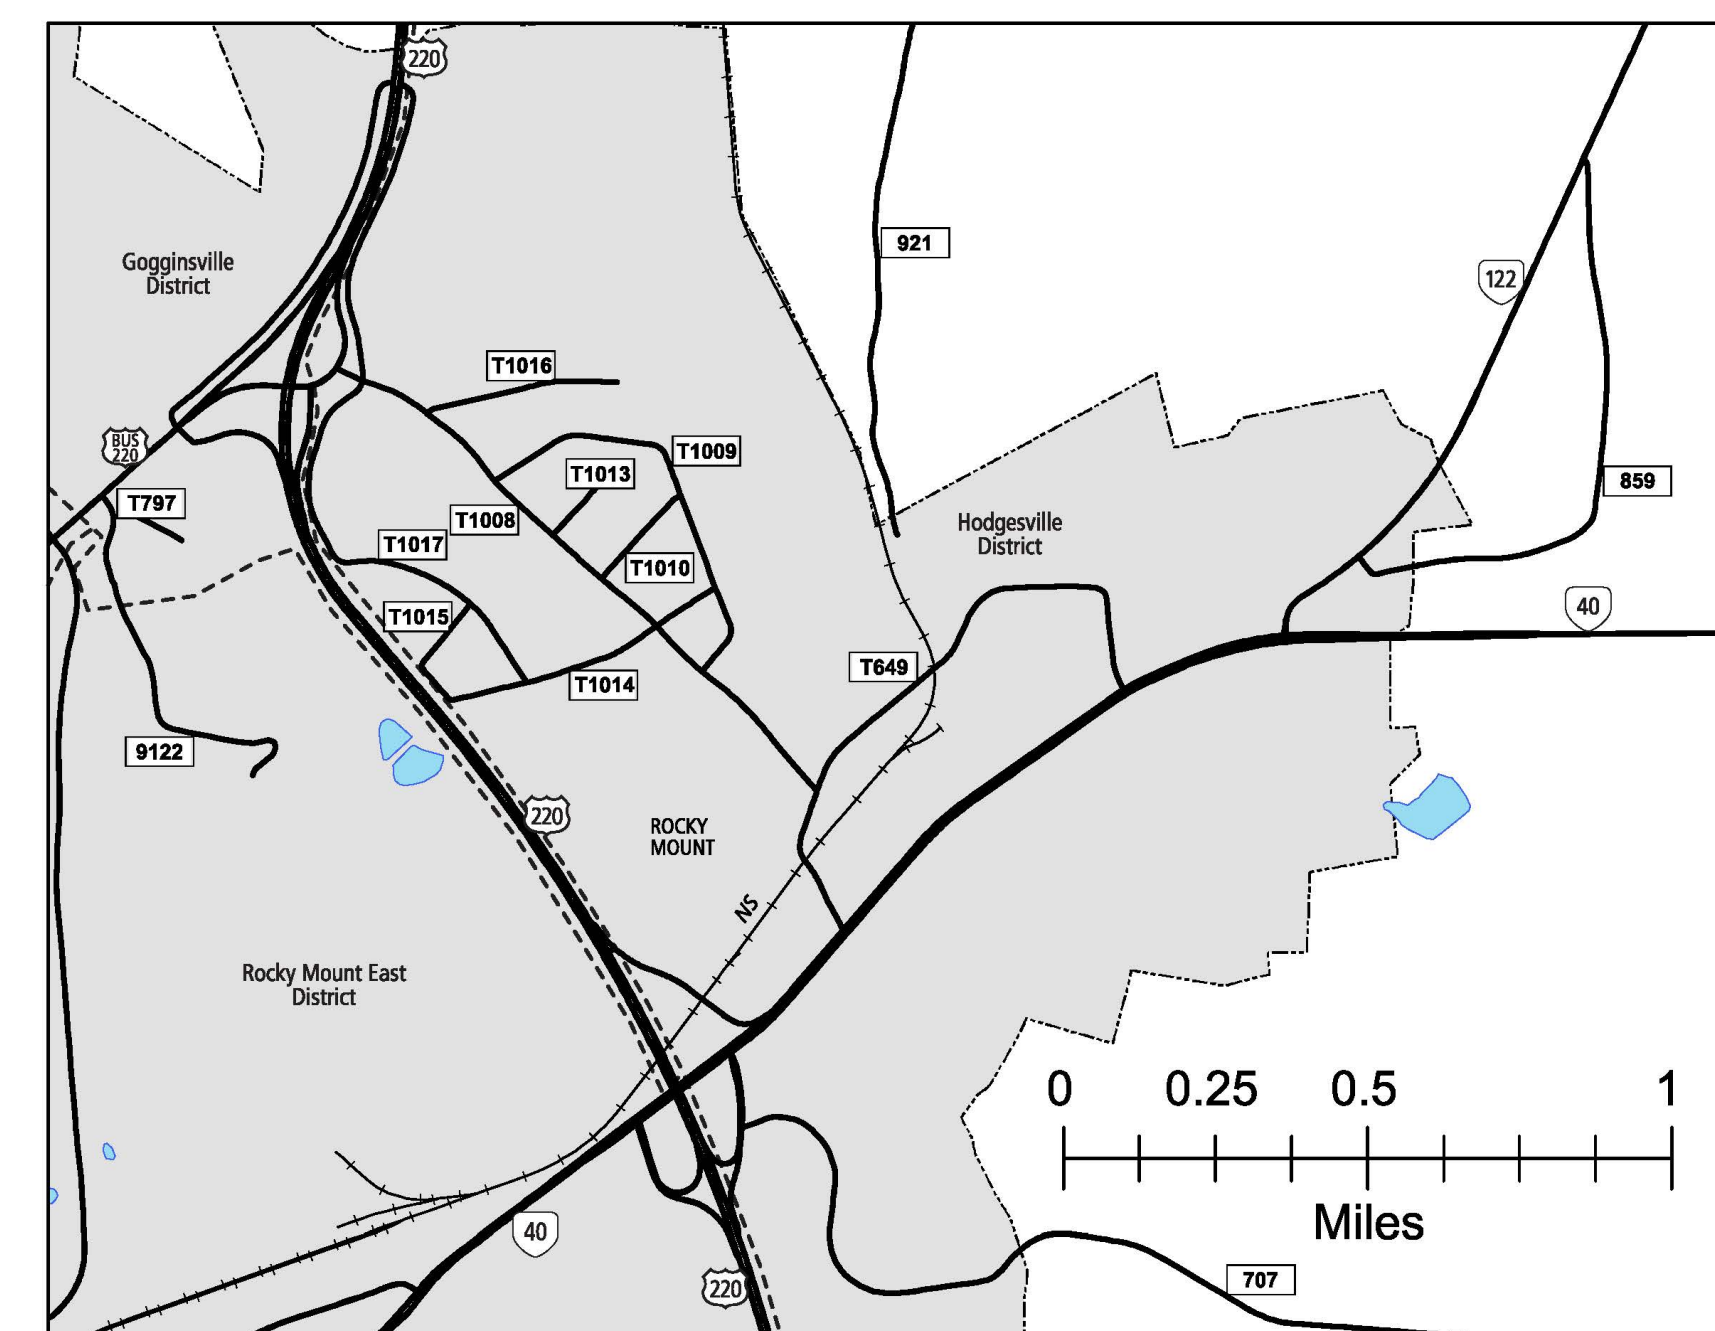 220
921
Gogginsville
District
122
T1016
BUS
220
T1009
T1013
859
T797
T1008
Hodgesville
District
T1017
T1010
40
T1015
T649
T1014
9122
220
ROCKY
MOUNT
NS
Rocky Mount East
District
0 0.25 0.5 1
Miles
40
220
707